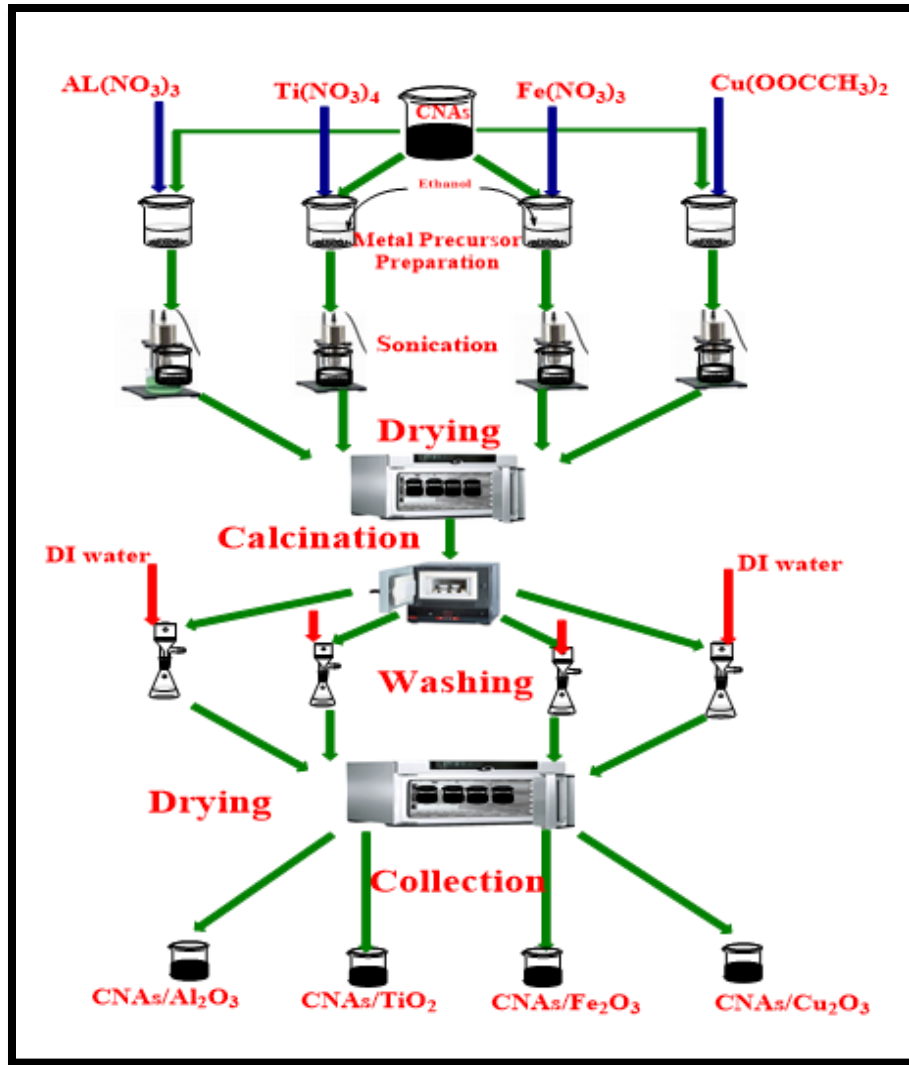 AL(NO₃)₃
Ti(NO₃)₄
CNAs
Fe(NO₃)₃
Cu(OOCCH₃)₂
Ethanol
Metal Precursor
Preparation
Sonication
Drying
Calcination
DI water
DI water
Washing
Drying
Collection
CNAs/Al₂O₃
CNAs/TiO₂
CNAs/Fe₂O₃
CNAs/Cu₂O₃